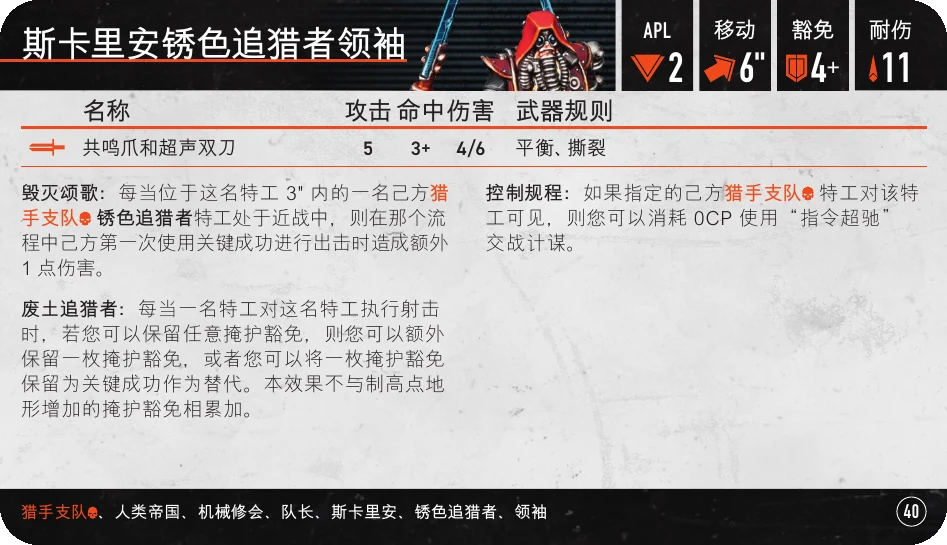 斯卡里安锈色追猎者领袖
APL 移动 豁免 耐伤
2 6" 4+ 11
名称 攻击 命中 伤害 武器规则
共鸣爪和超声双刀 5 3+ 4/6 平衡、撕裂
毁灭颂歌：每当位于这名特工 3" 内的一名己方猎
手支队 锈色追猎者特工处于近战中，则在那个流
程中己方第一次使用关键成功进行出击时造成额外
1 点伤害。
废土追猎者：每当一名特工对这名特工执行射击
时，若您可以保留任意掩护豁免，则您可以额外
保留一枚掩护豁免，或者您可以将一枚掩护豁免
保留为关键成功作为替代。本效果不与制高点地
形增加的掩护豁免相累加。
控制规程：如果指定的己方猎手支队 特工对该特
工可见，则您可以消耗 0CP 使用“指令超驰”
交战计谋。
猎手支队、人类帝国、机械修会、队长、斯卡里安、锈色追猎者、领袖
40